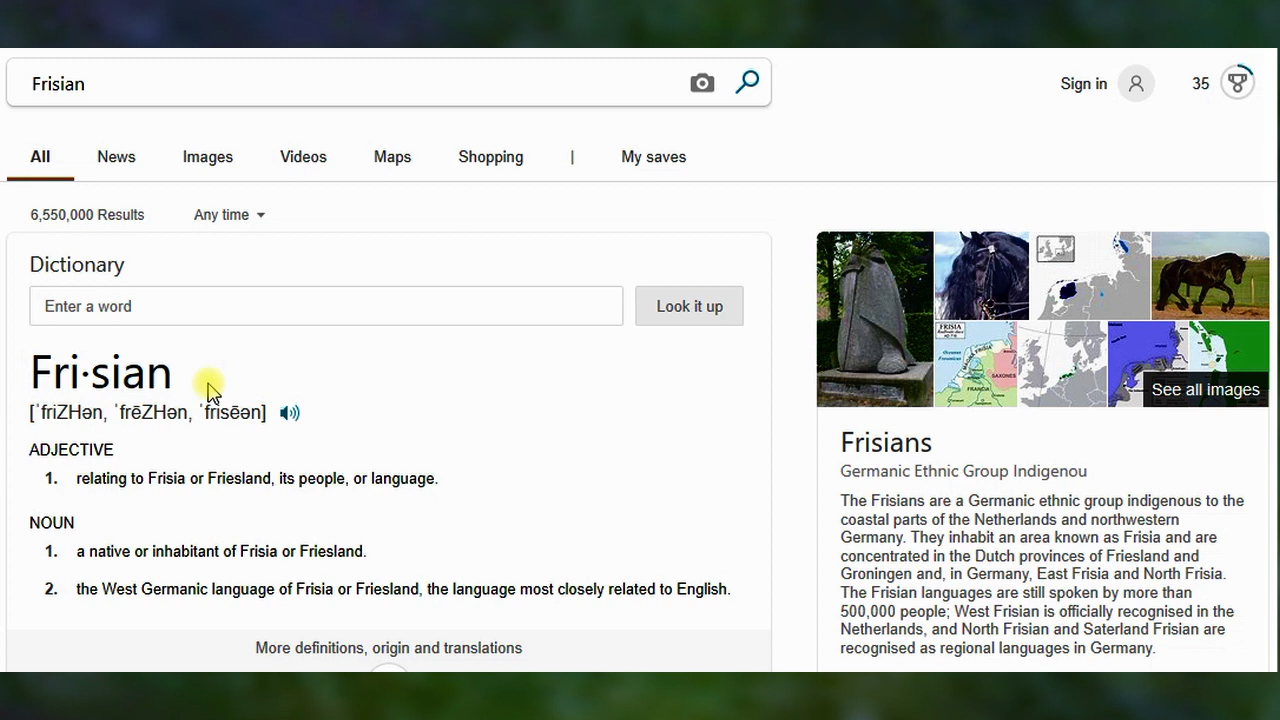 Frisian
Sign in
35
All
News
Images
Videos
Maps
Shopping
|
My saves
6,550,000 Results
Any time
Dictionary
Enter a word
Look it up
Fri·sian
[ˈfriZHən, ˈfrēZHən, ˈfrisēən]
ADJECTIVE
1. relating to Frisia or Friesland, its people, or language.
NOUN
1. a native or inhabitant of Frisia or Friesland.
2. the West Germanic language of Frisia or Friesland, the language most closely related to English.
More definitions, origin and translations
FRISIA
SAXONES
FRANCIA
See all images
Frisians
Germanic Ethnic Group Indigenou
The Frisians are a Germanic ethnic group indigenous to the
coastal parts of the Netherlands and northwestern
Germany. They inhabit an area known as Frisia and are
concentrated in the Dutch provinces of Friesland and
Groningen and, in Germany, East Frisia and North Frisia.
The Frisian languages are still spoken by more than
500,000 people; West Frisian is officially recognised in the
Netherlands, and North Frisian and Saterland Frisian are
recognised as regional languages in Germany.